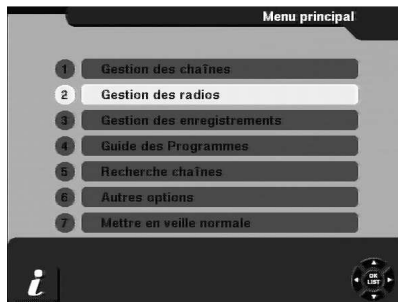 Menu principal
1 Gestion des chaînes
2 Gestion des radios
3 Gestion des enregistrements
4 Guide des Programmes
5 Recherche chaînes
6 Autres options
7 Mettre en veille normale
i
OK
LIST